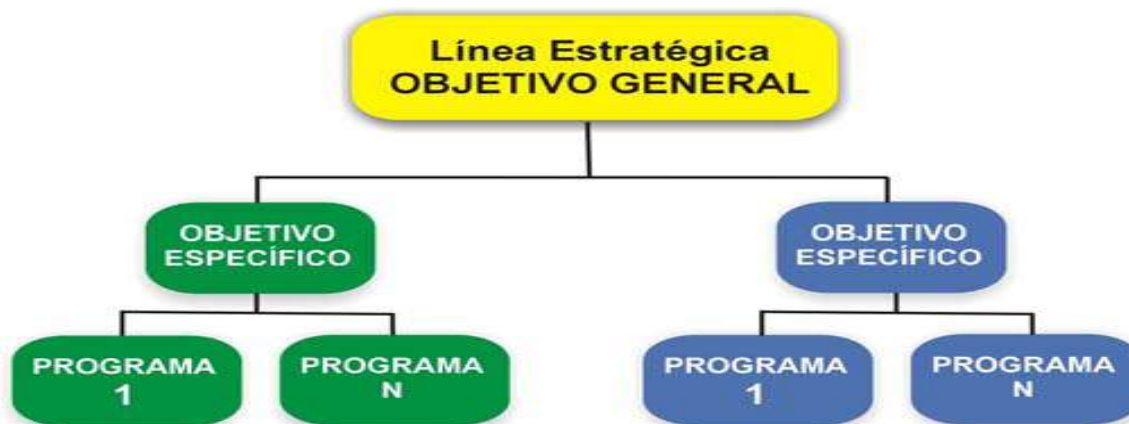 Línea Estratégica
OBJETIVO GENERAL
OBJETIVO
ESPECÍFICO
OBJETIVO
ESPECÍFICO
PROGRAMA
1
PROGRAMA
N
PROGRAMA
1
PROGRAMA
N